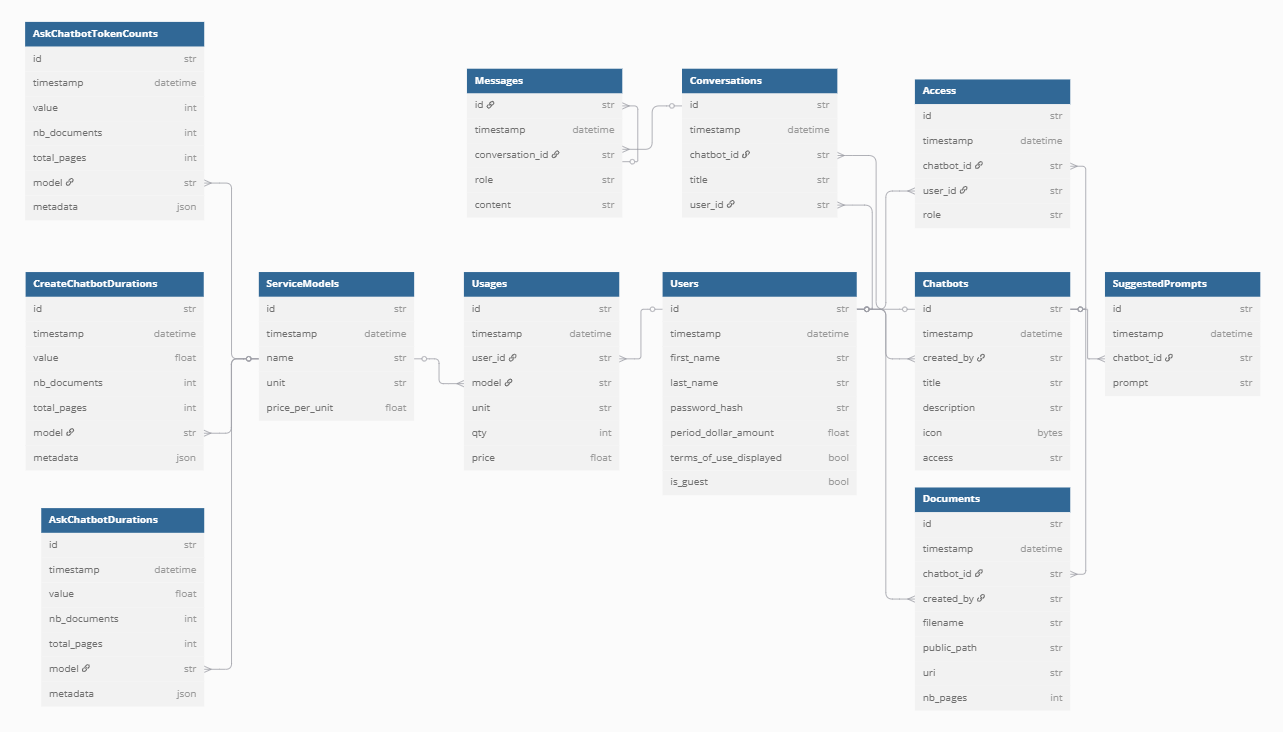 AskChatbotTokenCounts
id str
timestamp datetime
value int
nb_documents int
total_pages int
model str
metadata json
CreateChatbotDurations
id str
timestamp datetime
value float
nb_documents int
total_pages int
model str
metadata json
AskChatbotDurations
id str
timestamp datetime
value float
nb_documents int
total_pages int
model str
metadata json
ServiceModels
id str
timestamp datetime
name str
unit str
price_per_unit float
Messages
id str
timestamp datetime
conversation_id str
role str
content str
Usages
id str
timestamp datetime
user_id str
model str
unit str
qty int
price float
Conversations
id str
timestamp datetime
chatbot_id str
title str
user_id str
Users
id str
timestamp datetime
first_name str
last_name str
password_hash str
period_dollar_amount float
terms_of_use_displayed bool
is_guest bool
Access
id str
timestamp datetime
chatbot_id str
user_id str
role str
Chatbots
id str
timestamp datetime
created_by str
title str
description str
icon bytes
access str
Documents
id str
timestamp datetime
chatbot_id str
created_by str
filename str
public_path str
uri str
nb_pages int
SuggestedPrompts
id str
timestamp datetime
chatbot_id str
prompt str